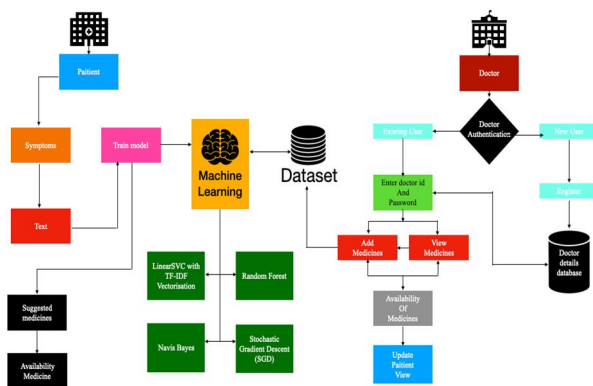 Paitient
Doctor
Symptoms
Train model
Machine
Learning
Dataset
Existing User
Doctor
Authentication
New User
Text
Enter doctor id
And
Password
Register
Add
Medicines
View
Medicines
Doctor
details
database
LinearSVC with
TF-IDF
Vectorisation
Random Forest
Suggested
medicines
Availability
Of
Medicines
Navis Bayes
Stochastic
Gradient Descent
(SGD)
Availability
Medicine
Update
Paitient
View